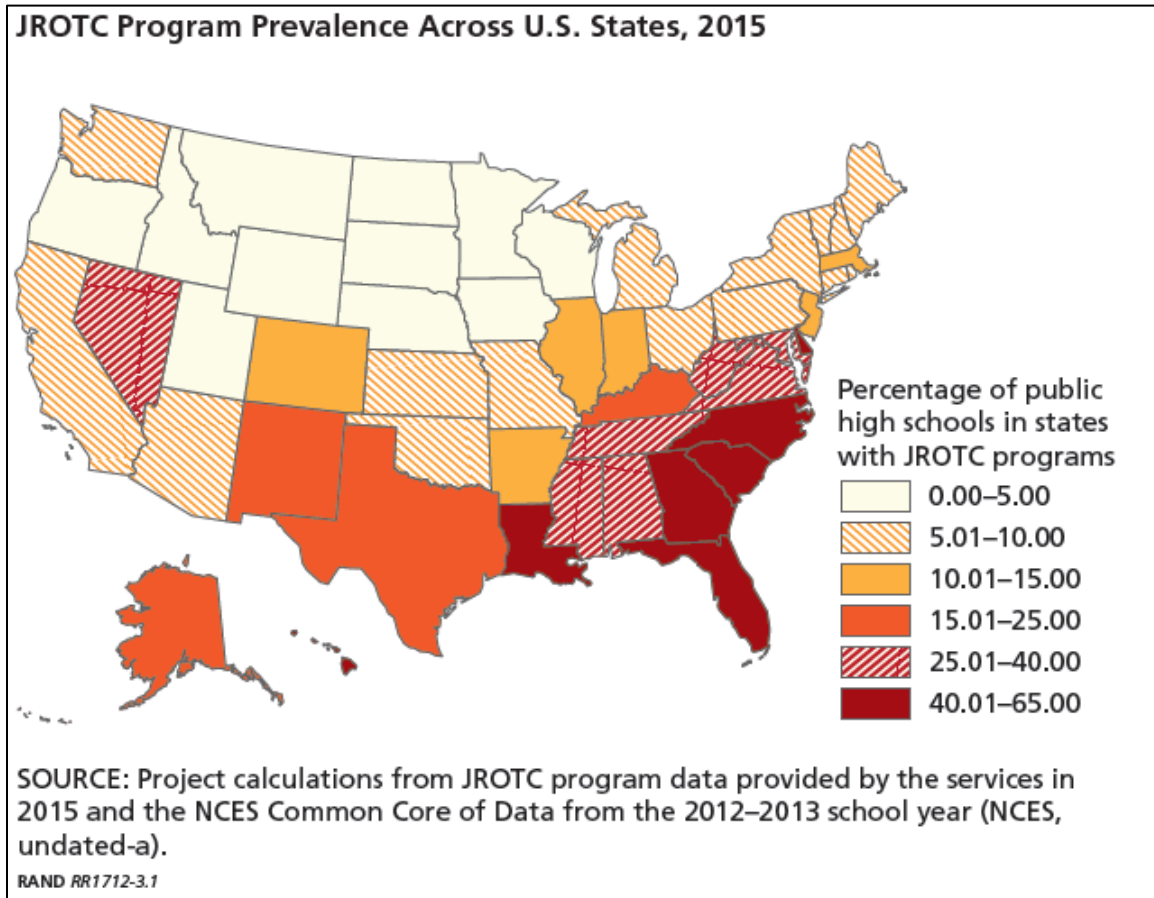 JROTC Program Prevalence Across U.S. States, 2015
Percentage of public
high schools in states
with JROTC programs
0.00–5.00
5.01–10.00
10.01–15.00
15.01–25.00
25.01–40.00
40.01–65.00
SOURCE: Project calculations from JROTC program data provided by the services in
2015 and the NCES Common Core of Data from the 2012–2013 school year (NCES,
undated-a).
RAND RR1712-3.1